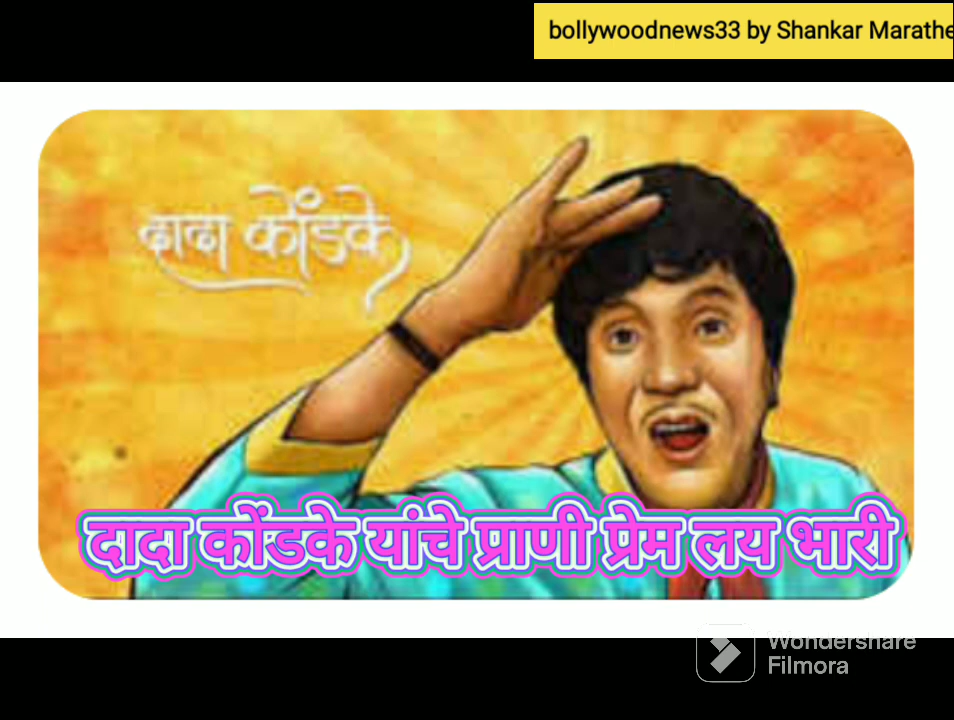 bollywoodnews33 by Shankar Marathe
दादा कोंडके
दादा कोंडके यांचे प्राणी प्रेम लय भारी
Wondershare
Filmora